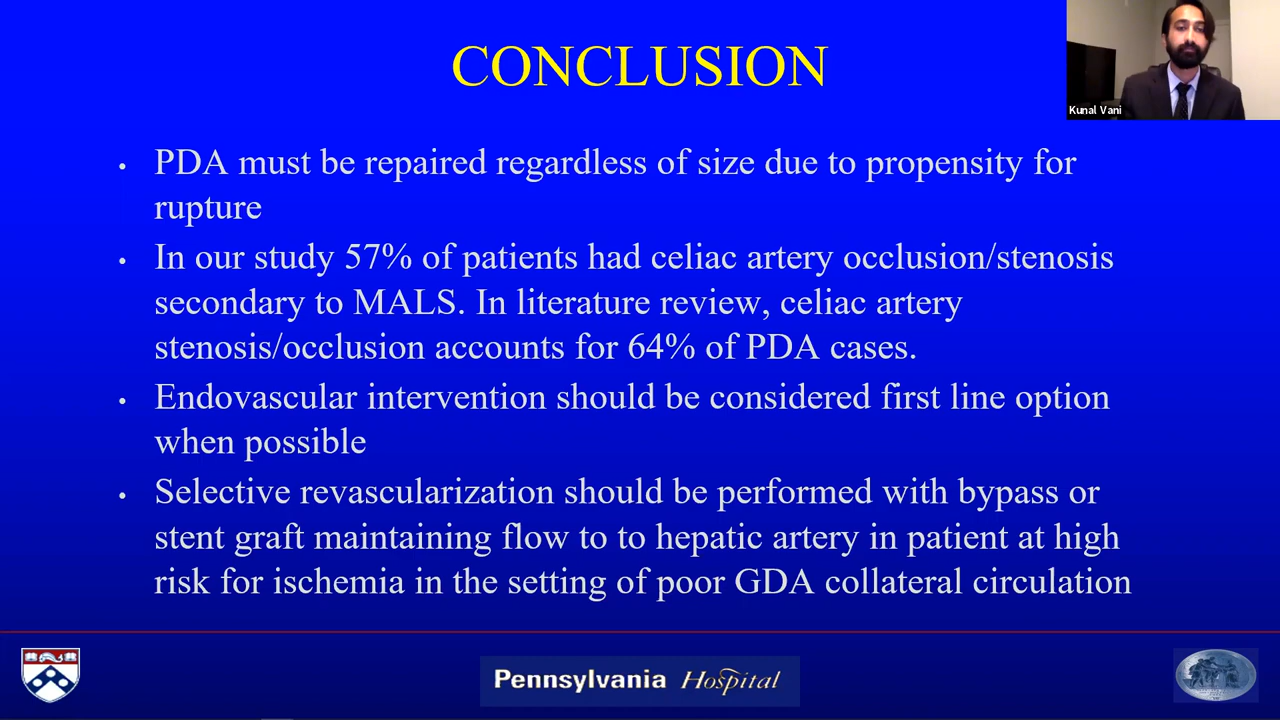 CONCLUSION
Kunal Vani
• PDA must be repaired regardless of size due to propensity for
rupture
• In our study 57% of patients had celiac artery occlusion/stenosis
secondary to MALS. In literature review, celiac artery
stenosis/occlusion accounts for 64% of PDA cases.
• Endovascular intervention should be considered first line option
when possible
• Selective revascularization should be performed with bypass or
stent graft maintaining flow to to hepatic artery in patient at high
risk for ischemia in the setting of poor GDA collateral circulation
Pennsylvania Hospital